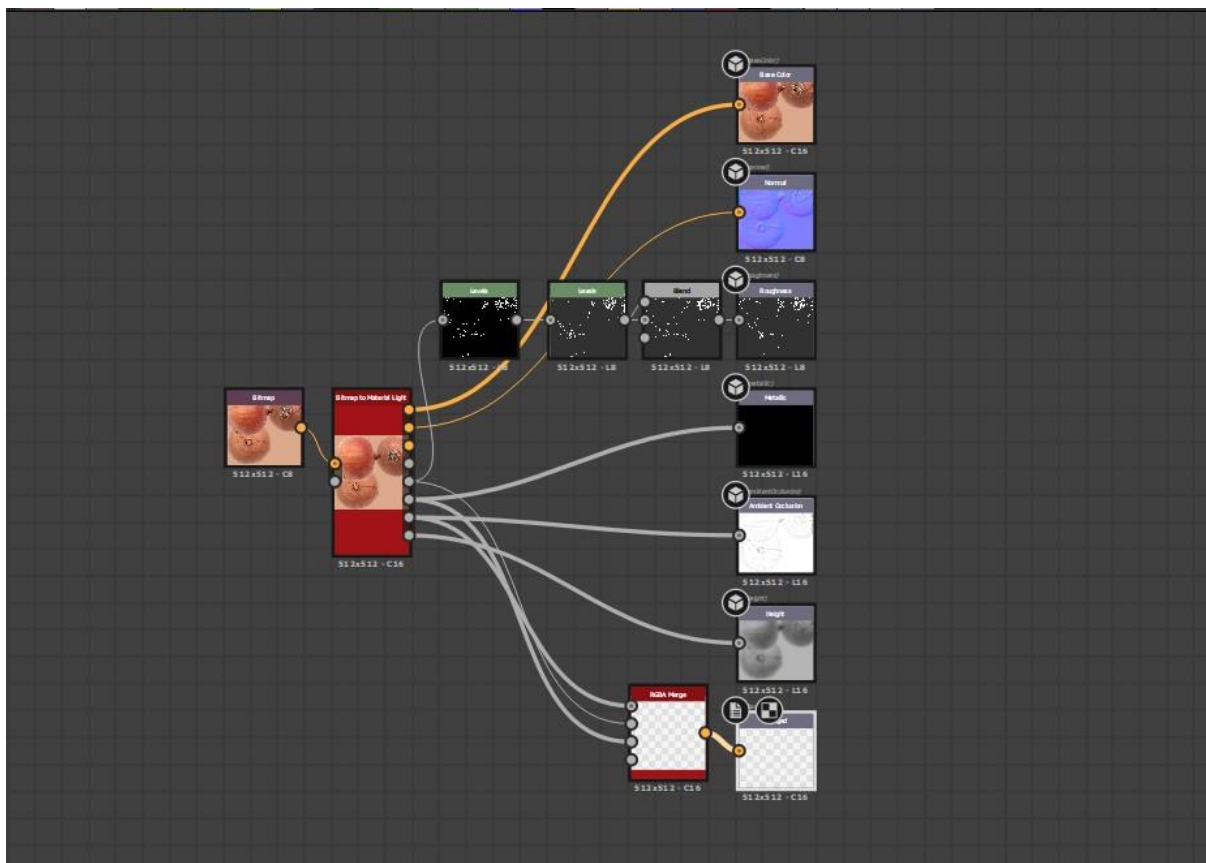 Base Color
512x512 - C16
Normal
512x512 - C8
Levels
Levels
Blend
Roughness
512x512 -
512x512 - L8
512x512 - L8
512x512 - L8
Bitmap
Bitmap to Material Light
Metallic
512x512 - C8
512x512 - L16
Ambient Occlusion
512x512 - C16
512x512 - L16
Height
512x512 - L16
RGBA Merge
512x512 - C16
512x512 - C16